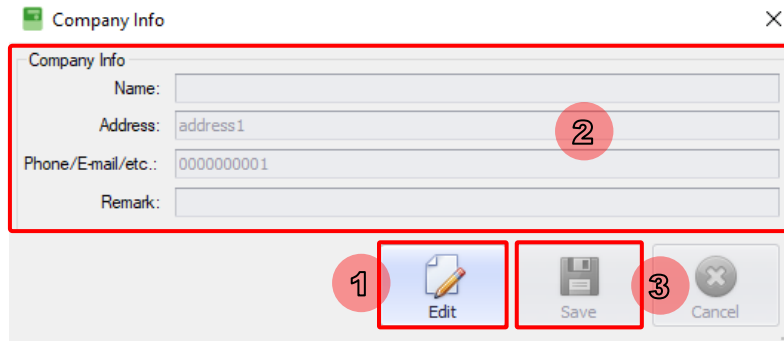 Company Info
Company Info
Name:
Address: address1
2
Phone/E-mail/etc.: 0000000001
Remark:
1
3
Edit
Save
Cancel